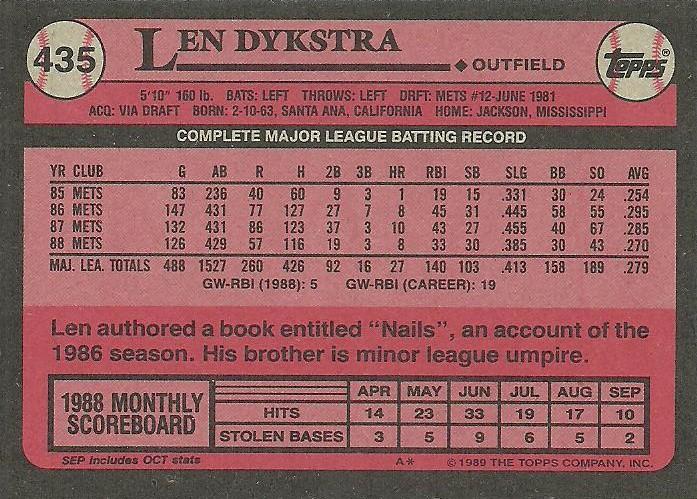 435
LEN DYKSTRA
OUTFIELD
TOPPS®
5'10" 160 lb. BATS: LEFT THROWS: LEFT DRFT: METS #12-JUNE 1981
ACQ: VIA DRAFT BORN: 2-10-63, SANTA ANA, CALIFORNIA HOME: JACKSON, MISSISSIPPI
COMPLETE MAJOR LEAGUE BATTING RECORD
YR CLUB G AB R H 2B 3B HR RBI SB SLG BB SO AVG
85 METS 83 236 40 60 9 3 1 19 15 .331 30 24 .254
86 METS 147 431 77 127 27 7 8 45 31 .445 58 55 .295
87 METS 132 431 86 123 37 3 10 43 27 .455 40 67 .285
88 METS 126 429 57 116 19 3 8 33 30 .385 30 43 .270
MAJ. LEA. TOTALS 488 1527 260 426 92 16 27 140 103 .413 158 189 .279
GW-RBI (1988): 5 GW-RBI (CAREER): 19
Len authored a book entitled "Nails", an account of the
1986 season. His brother is minor league umpire.
1988 MONTHLY
SCOREBOARD
APR MAY JUN JUL AUG SEP
HITS 14 23 33 19 17 10
STOLEN BASES 3 5 9 6 5 2
SEP includes OCT stats
A*
© 1989 THE TOPPS COMPANY, INC.